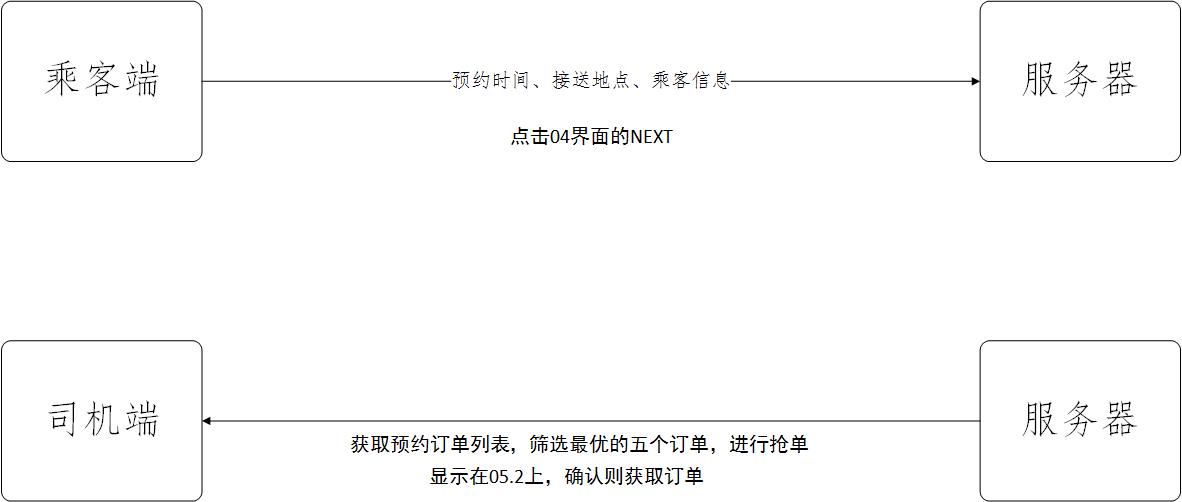 乘客端
预约时间、接送地点、乘客信息
服务器
点击04界面的NEXT
司机端
服务器
获取预约订单列表，筛选最优的五个订单，进行抢单
显示在05.2上，确认则获取订单